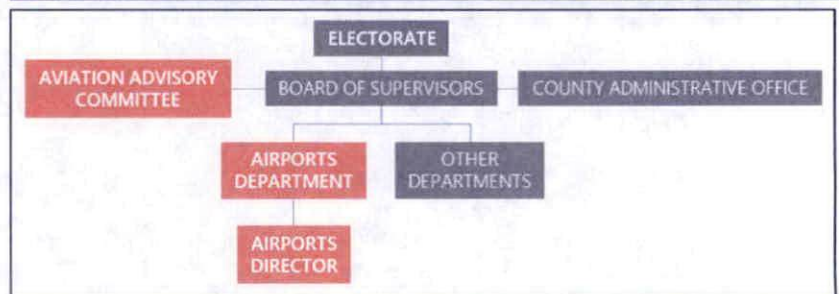 ELECTORATE
AVIATION ADVISORY
COMMITTEE
BOARD OF SUPERVISORS
COUNTY ADMINISTRATIVE OFFICE
AIRPORTS
DEPARTMENT
OTHER
DEPARTMENTS
AIRPORTS
DIRECTOR